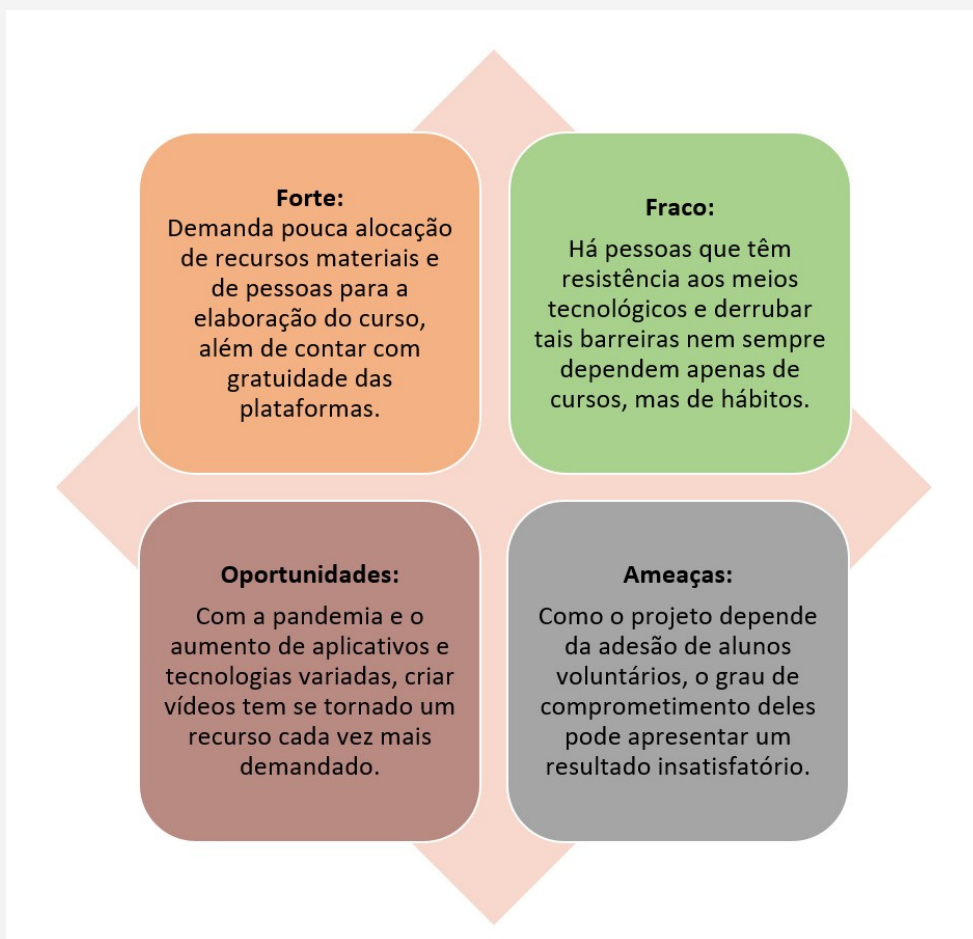 Forte:
Demanda pouca alocação
de recursos materiais e
de pessoas para a
elaboração do curso,
além de contar com
gratuidade das
plataformas.
Fraco:
Há pessoas que têm
resistência aos meios
tecnológicos e derrubar
tais barreiras nem sempre
dependem apenas de
cursos, mas de hábitos.
Oportunidades:
Com a pandemia e o
aumento de aplicativos e
tecnologias variadas, criar
vídeos tem se tornado um
recurso cada vez mais
demandado.
Ameaças:
Como o projeto depende
da adesão de alunos
voluntários, o grau de
comprometimento deles
pode apresentar um
resultado insatisfatório.